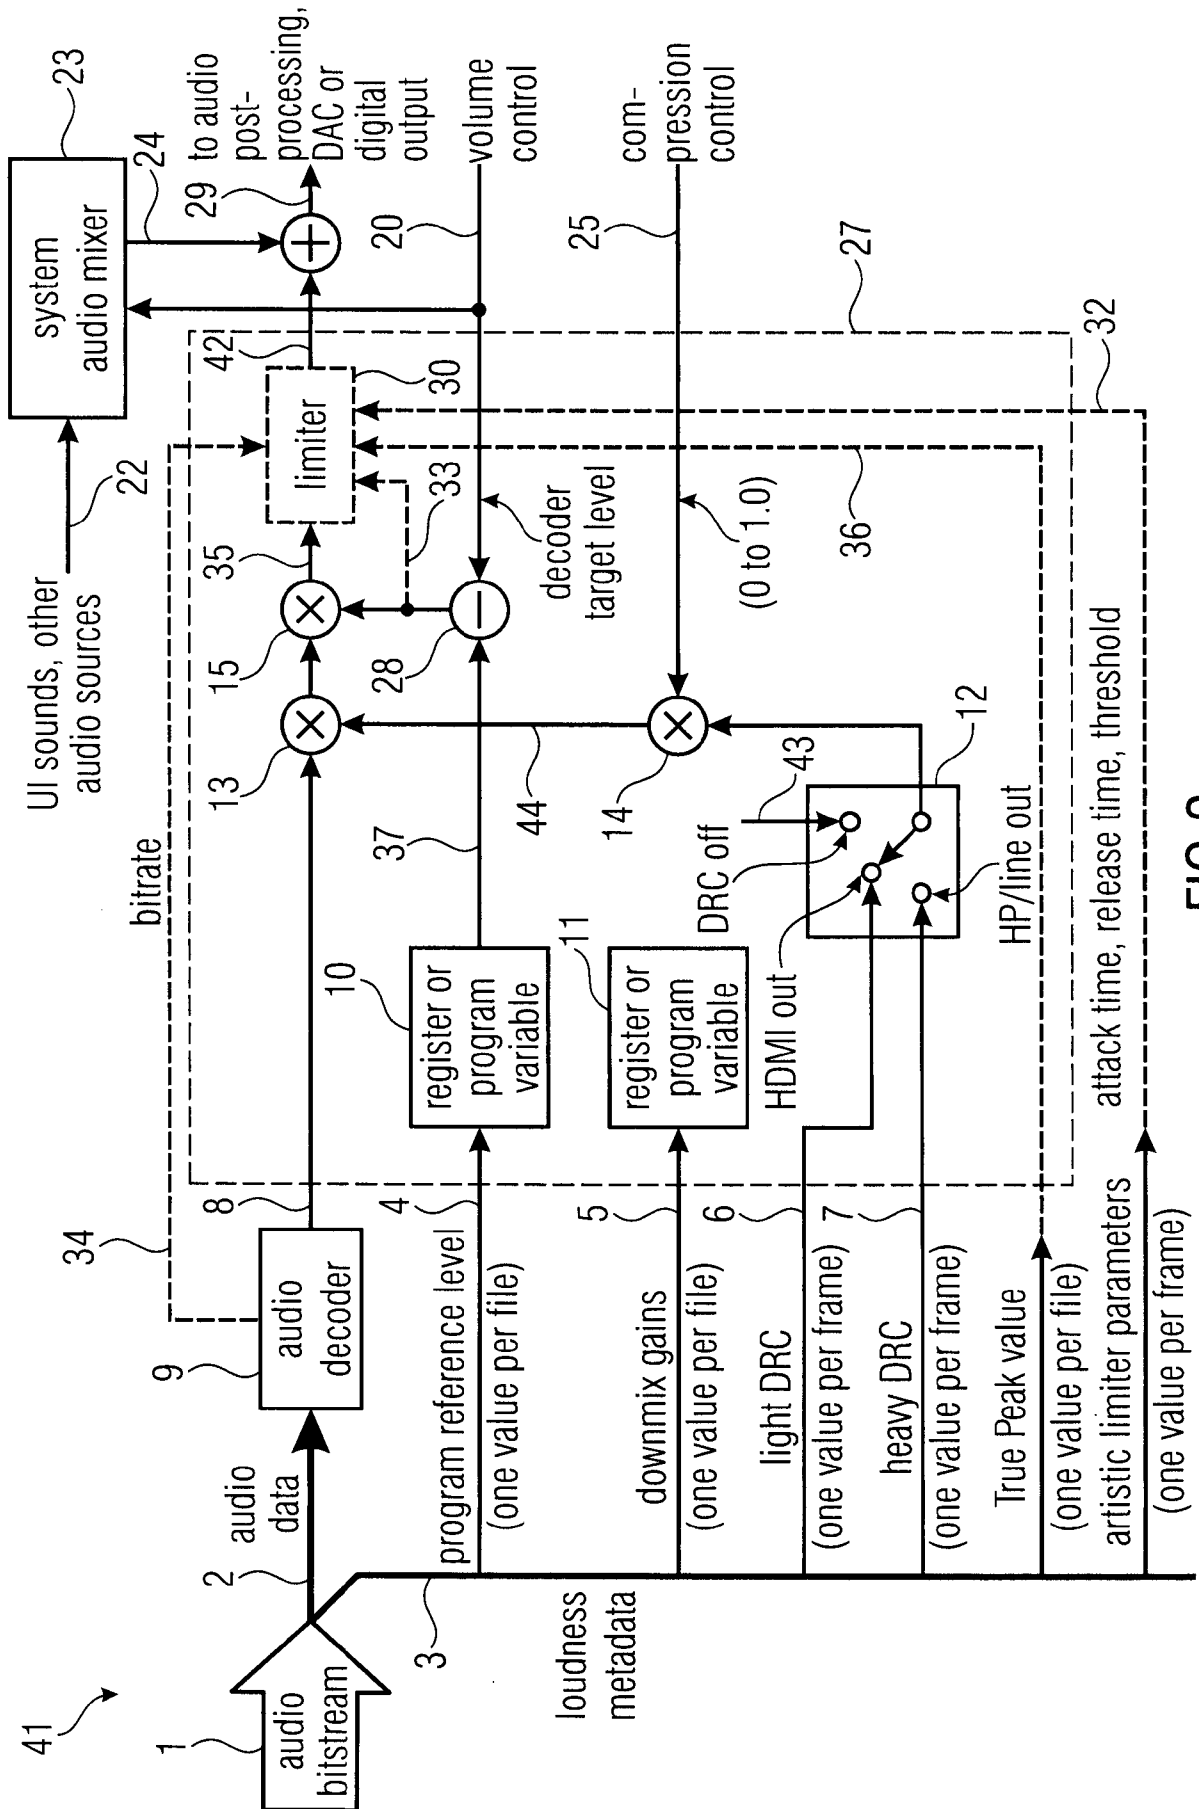 41
1
audio
bitstream
2
audio
data
3
loudness
metadata
9
audio
decoder
34
bitrate
8
program reference level
(one value per file)
4
downmix gains
(one value per file)
5
light DRC
(one value per frame)
6
heavy DRC
(one value per frame)
7
True Peak value
(one value per file)
artistic limiter parameters
(one value per frame)
attack time, release time, threshold
10
register or
program
variable
11
register or
program
variable
37
HDMI out
DRC off
43
HP/line out
12
14
44
13
15
28
35
33
limiter
30
42
decoder
target level
(0 to 1.0)
36
32
27
UI sounds, other
audio sources
22
system
audio mixer
23
24
29
to audio
post-
processing,
DAC or
digital
output
20
volume
control
25
com-
pression
control